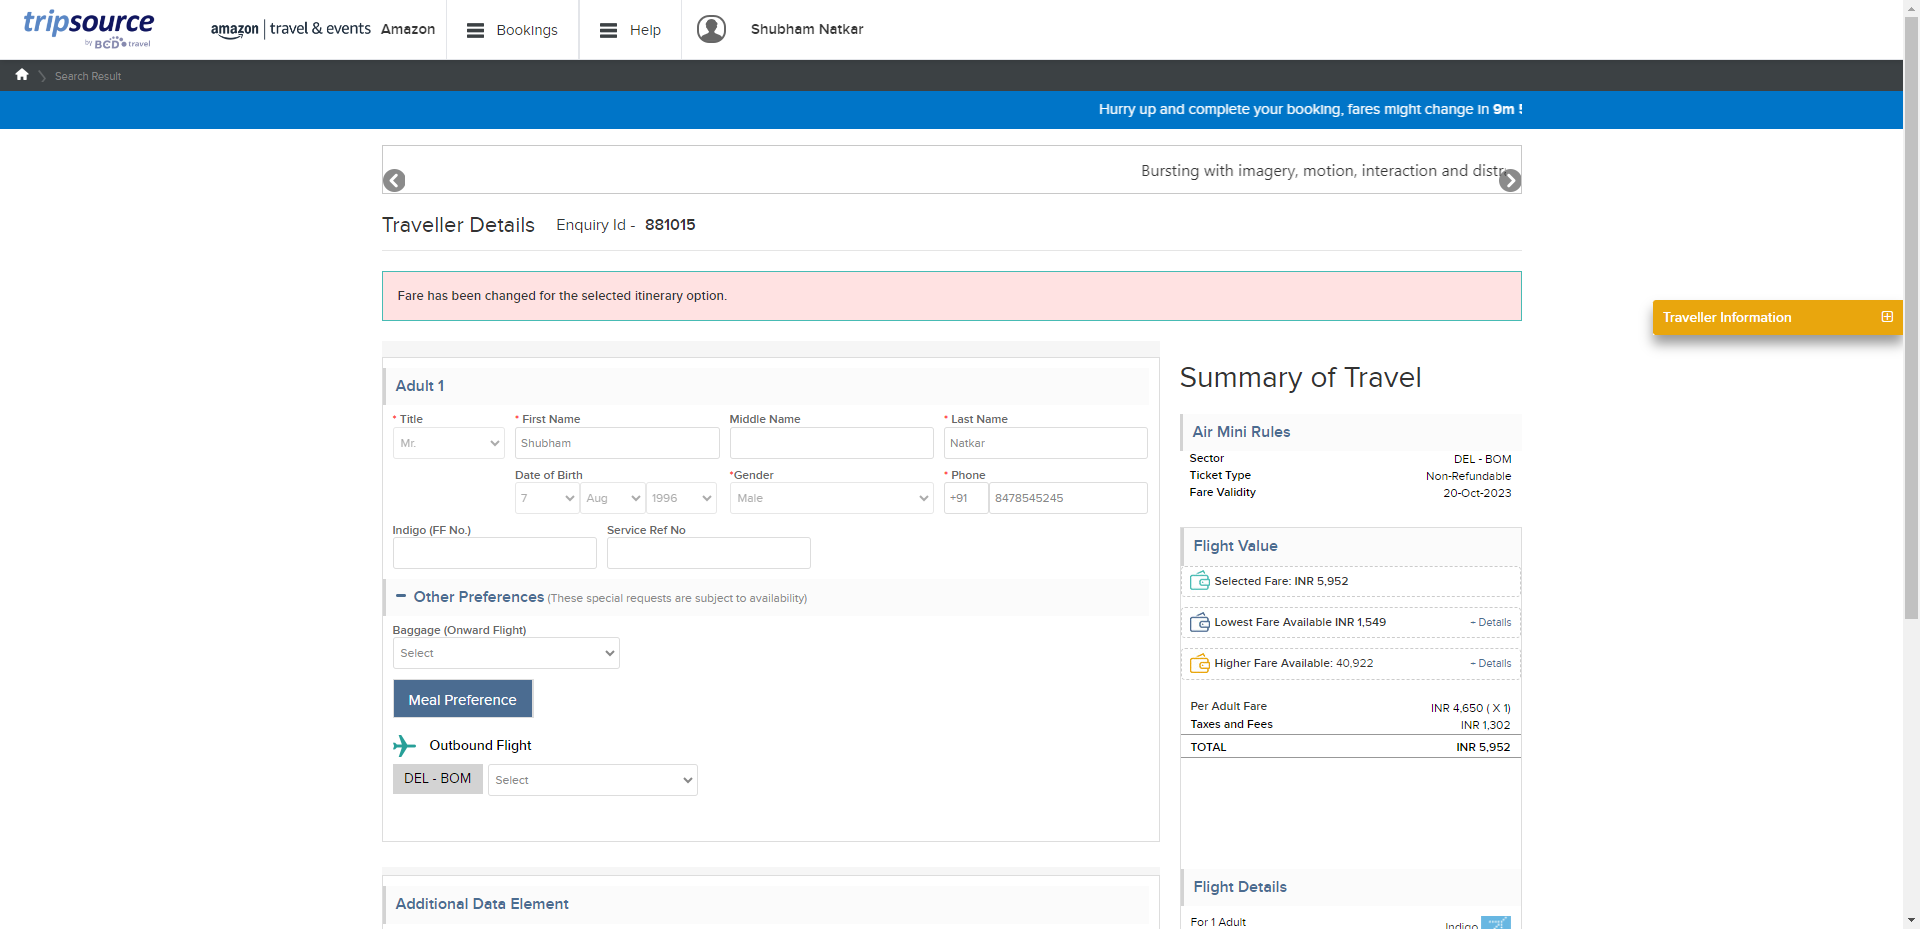 tripsource
by BCD travel
amazon | travel & events Amazon
Bookings
Help
Shubham Natkar
Search Result
Hurry up and complete your booking, fares might change in 9m
Bursting with imagery, motion, interaction and
Traveller Details Enquiry Id - 881015
Fare has been changed for the selected itinerary option.
Traveller Information
Adult 1
* Title * First Name Middle Name * Last Name
Mr. Shubham Natkar
Date of Birth *Gender * Phone
7 Aug 1996 Male +91 8478545245
Indigo (FF No.) Service Ref No
Other Preferences (These special requests are subject to availability)
Baggage (Onward Flight)
Select
Meal Preference
Outbound Flight
DEL - BOM Select
Additional Data Element
Summary of Travel
Air Mini Rules
Sector DEL - BOM
Ticket Type Non-Refundable
Fare Validity 20-Oct-2023
Flight Value
Selected Fare: INR 5,952
Lowest Fare Available INR 1,549 + Details
Higher Fare Available: 40,922 + Details
Per Adult Fare INR 4,650 ( X 1)
Taxes and Fees INR 1,302
TOTAL INR 5,952
Flight Details
For 1 Adult Indigo